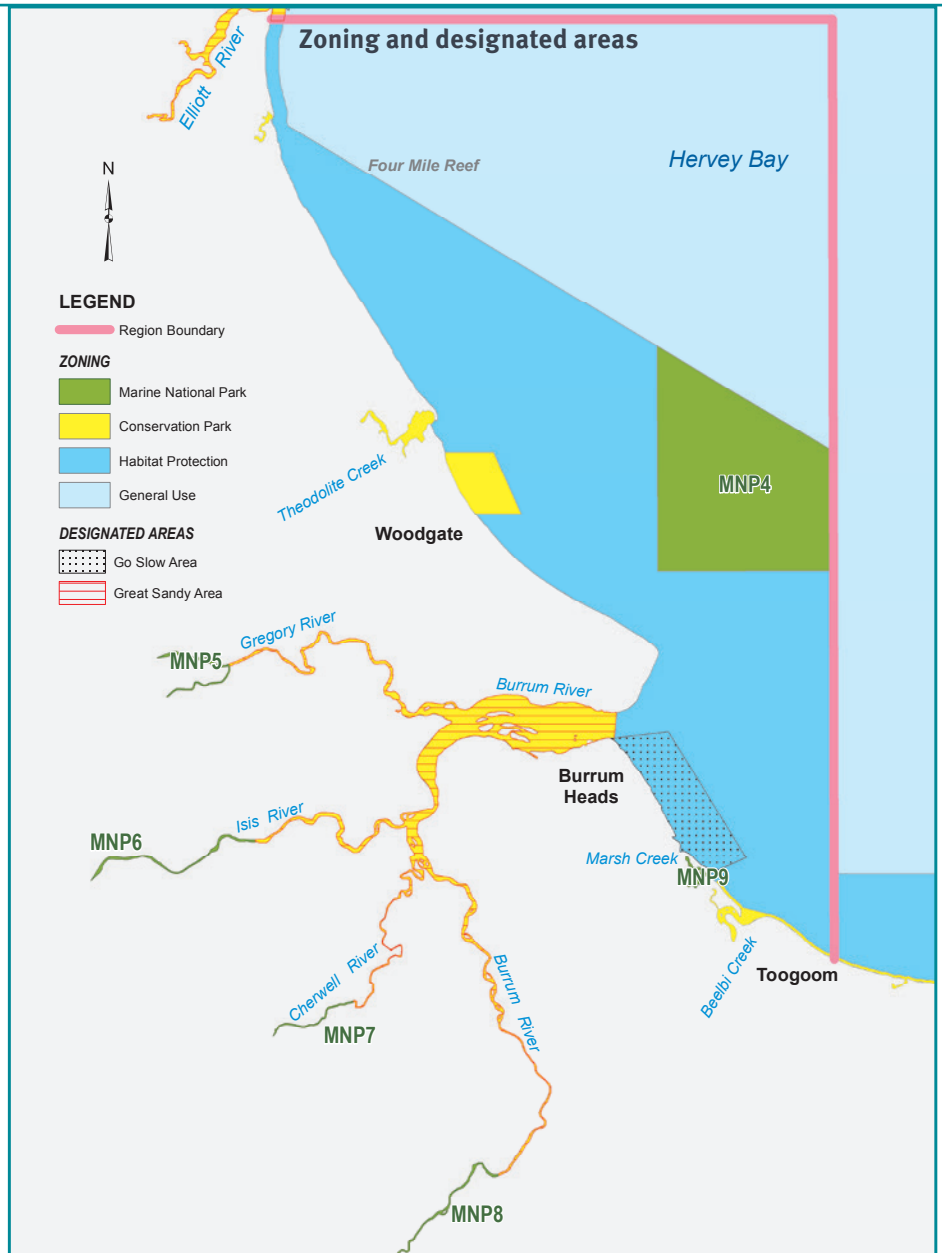 Zoning and designated areas
Elliott River
Four Mile Reef
Hervey Bay
N
LEGEND
Region Boundary
ZONING
Marine National Park
Conservation Park
Habitat Protection
General Use
DESIGNATED AREAS
Go Slow Area
Great Sandy Area
MNP4
Theodolite Creek
Woodgate
Gregory River
MNP5
Burrum River
Burrum
Heads
Isis River
MNP6
Marsh Creek
MNP9
Cherwell River
MNP7
Burrum River
Beelbi Creek
Toogoom
MNP8